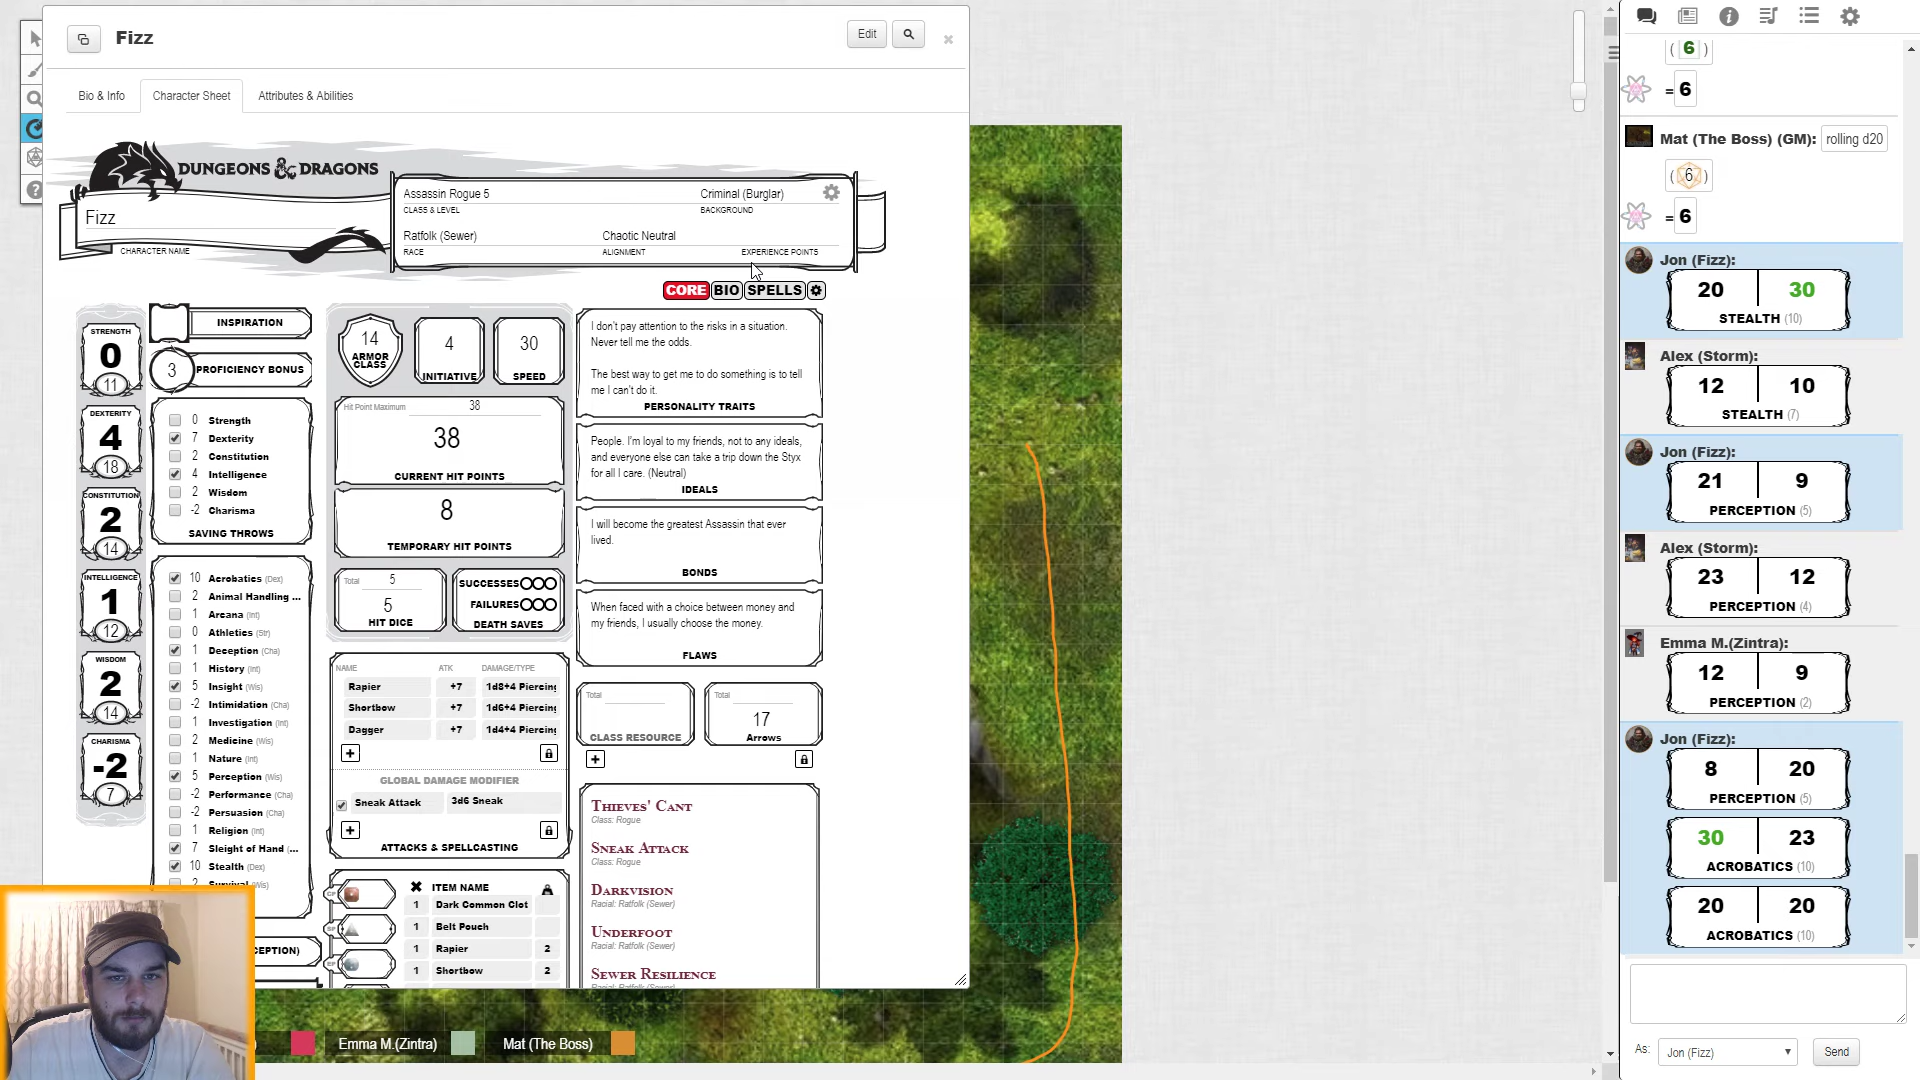 Fizz
Edit
Bio & Info
Character Sheet
Attributes & Abilities
DUNGEONS & DRAGONS
Fizz
CHARACTER NAME
Assassin Rogue 5
CLASS & LEVEL
Criminal (Burglar)
BACKGROUND
Ratfolk (Sewer)
RACE
Chaotic Neutral
ALIGNMENT
EXPERIENCE POINTS
CORE
BIO
SPELLS
STRENGTH
0
11
DEXTERITY
4
18
CONSTITUTION
2
14
INTELLIGENCE
1
12
WISDOM
2
14
CHARISMA
-2
7
INSPIRATION
3
PROFICIENCY BONUS
0 Strength
7 Dexterity
2 Constitution
4 Intelligence
2 Wisdom
-2 Charisma
SAVING THROWS
10 Acrobatics (Dex)
2 Animal Handling ...
1 Arcana (Int)
0 Athletics (Str)
1 Deception (Cha)
1 History (Int)
5 Insight (Wis)
-2 Intimidation (Cha)
1 Investigation (Int)
2 Medicine (Wis)
1 Nature (Int)
5 Perception (Wis)
-2 Performance (Cha)
-2 Persuasion (Cha)
1 Religion (Int)
7 Sleight of Hand (...
10 Stealth (Dex)
2 Survival (Wis)
CEPTION)
14
ARMOR
CLASS
4
INITIATIVE
30
SPEED
Hit Point Maximum 38
38
CURRENT HIT POINTS
8
TEMPORARY HIT POINTS
Total 5
5
HIT DICE
SUCCESSES
FAILURES
DEATH SAVES
NAME ATK DAMAGE/TYPE
Rapier +7 1d8+4 Piercing
Shortbow +7 1d6+4 Piercing
Dagger +7 1d4+4 Piercing
+
GLOBAL DAMAGE MODIFIER
Sneak Attack 3d6 Sneak
+
ATTACKS & SPELLCASTING
CP
SP
EP
ITEM NAME
1 Dark Common Clot
1 Belt Pouch
1 Rapier 2
1 Shortbow 2
I don't pay attention to the risks in a situation.
Never tell me the odds.
The best way to get me to do something is to tell
me I can't do it.
PERSONALITY TRAITS
People. I'm loyal to my friends, not to any ideals,
and everyone else can take a trip down the Styx
for all I care. (Neutral)
IDEALS
I will become the greatest Assassin that ever
lived.
BONDS
When faced with a choice between money and
my friends, I usually choose the money.
FLAWS
Total
CLASS RESOURCE
Total
17
Arrows
+
THIEVES' CANT
Class: Rogue
SNEAK ATTACK
Class: Rogue
DARKVISION
Racial: Ratfolk (Sewer)
UNDERFOOT
Racial: Ratfolk (Sewer)
SEWER RESILIENCE
Racial: Ratfolk (Sewer)
Emma M.(Zintra)
Mat (The Boss)
( 6 )
= 6
Mat (The Boss) (GM): rolling d20
( 6 )
= 6
Jon (Fizz):
20 30
STEALTH (10)
Alex (Storm):
12 10
STEALTH (7)
Jon (Fizz):
21 9
PERCEPTION (5)
Alex (Storm):
23 12
PERCEPTION (4)
Emma M.(Zintra):
12 9
PERCEPTION (2)
Jon (Fizz):
8 20
PERCEPTION (5)
30 23
ACROBATICS (10)
20 20
ACROBATICS (10)
As: Jon (Fizz)
Send